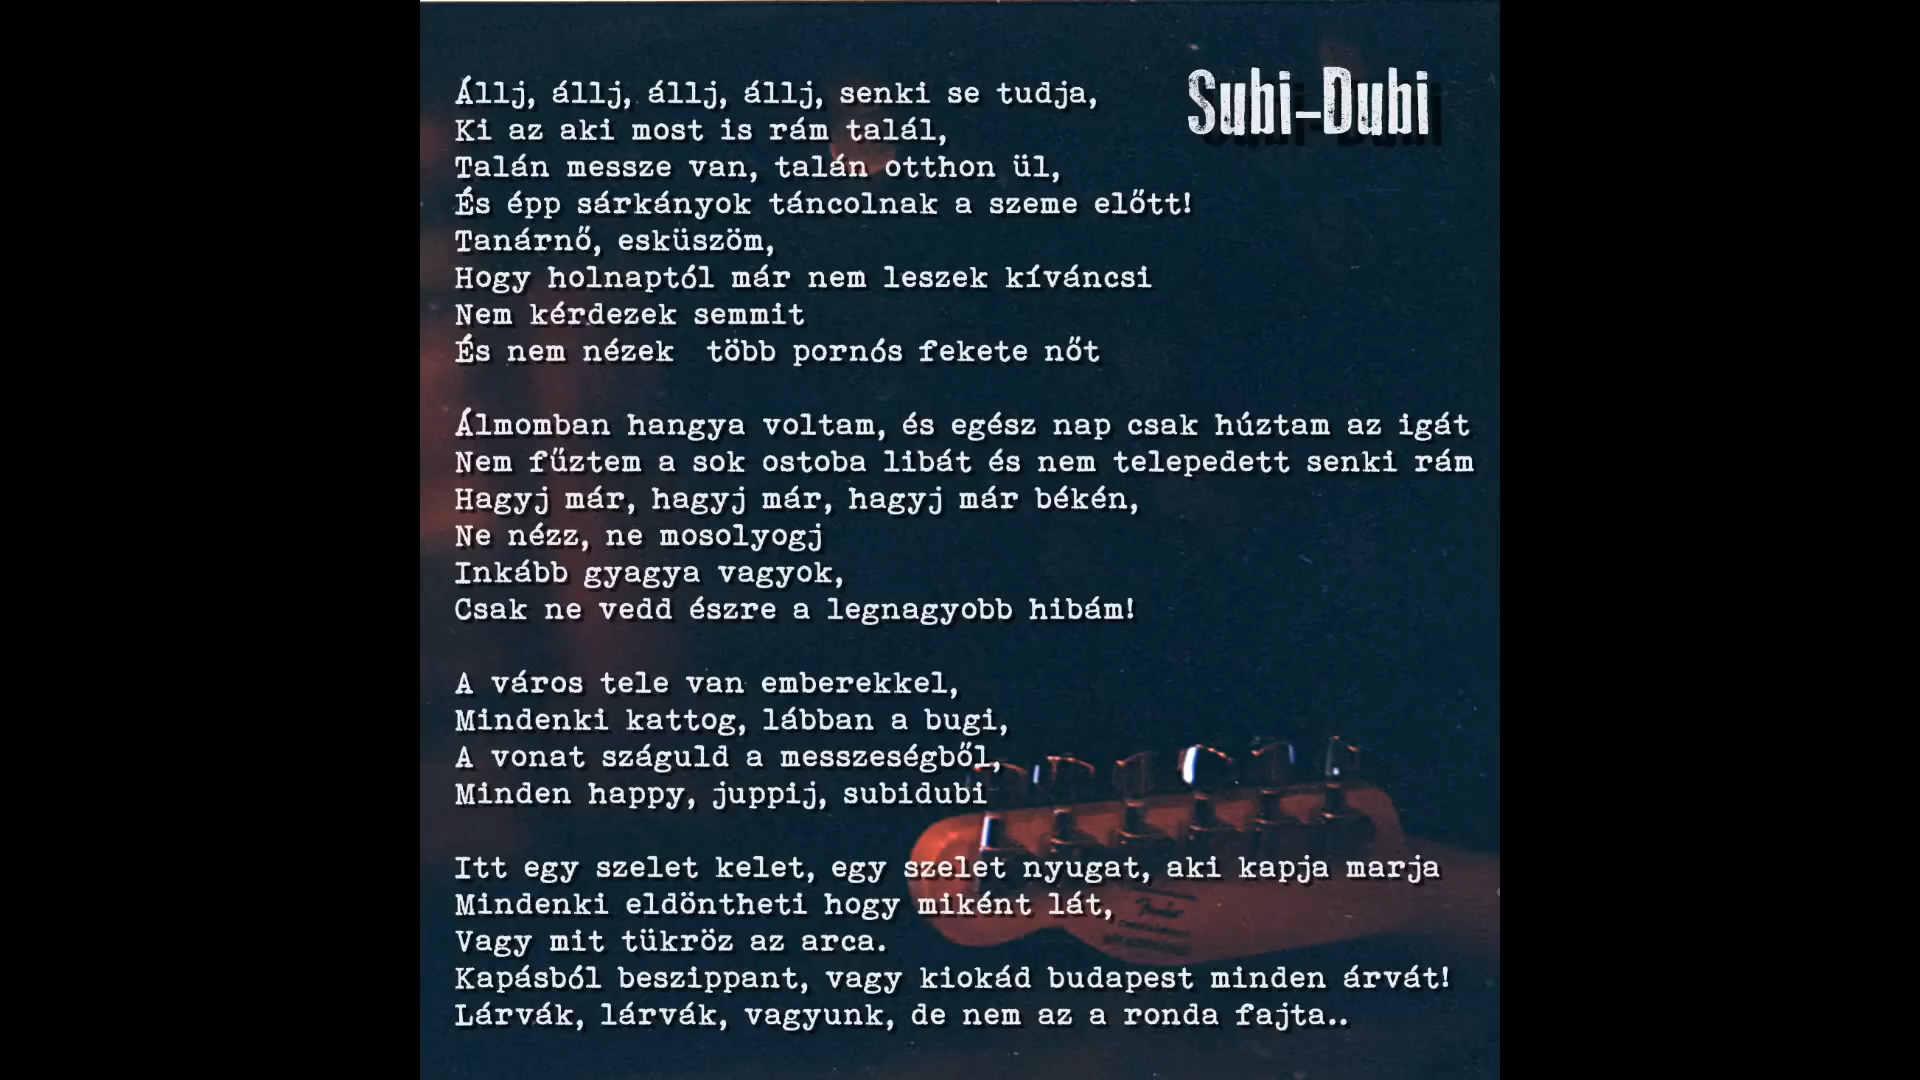 Subi-Dubi
Állj, állj, állj, állj, senki se tudja,
Ki az aki most is rám talál,
Talán messze van, talán otthon ül,
És épp sárkányok táncolnak a szeme előtt!
Tanárnő, esküszöm,
Hogy holnaptól már nem leszek kíváncsi
Nem kérdezek semmit
És nem nézek  több pornós fekete nőt
Álmomban hangya voltam, és egész nap csak húztam az igát
Nem fűztem a sok ostoba libát és nem telepedett senki rám
Hagyj már, hagyj már, hagyj már békén,
Ne nézz, ne mosolyogj
Inkább gyagya vagyok,
Csak ne vedd észre a legnagyobb hibám!
A város tele van emberekkel,
Mindenki kattog, lábban a bugi,
A vonat száguld a messzeségből,
Minden happy, juppij, subidubi
Itt egy szelet kelet, egy szelet nyugat, aki kapja marja
Mindenki eldöntheti hogy miként lát,
Vagy mit tükröz az arca.
Kapásból beszippant, vagy kiokád budapest minden árvát!
Lárvák, lárvák, vagyunk, de nem az a ronda fajta..